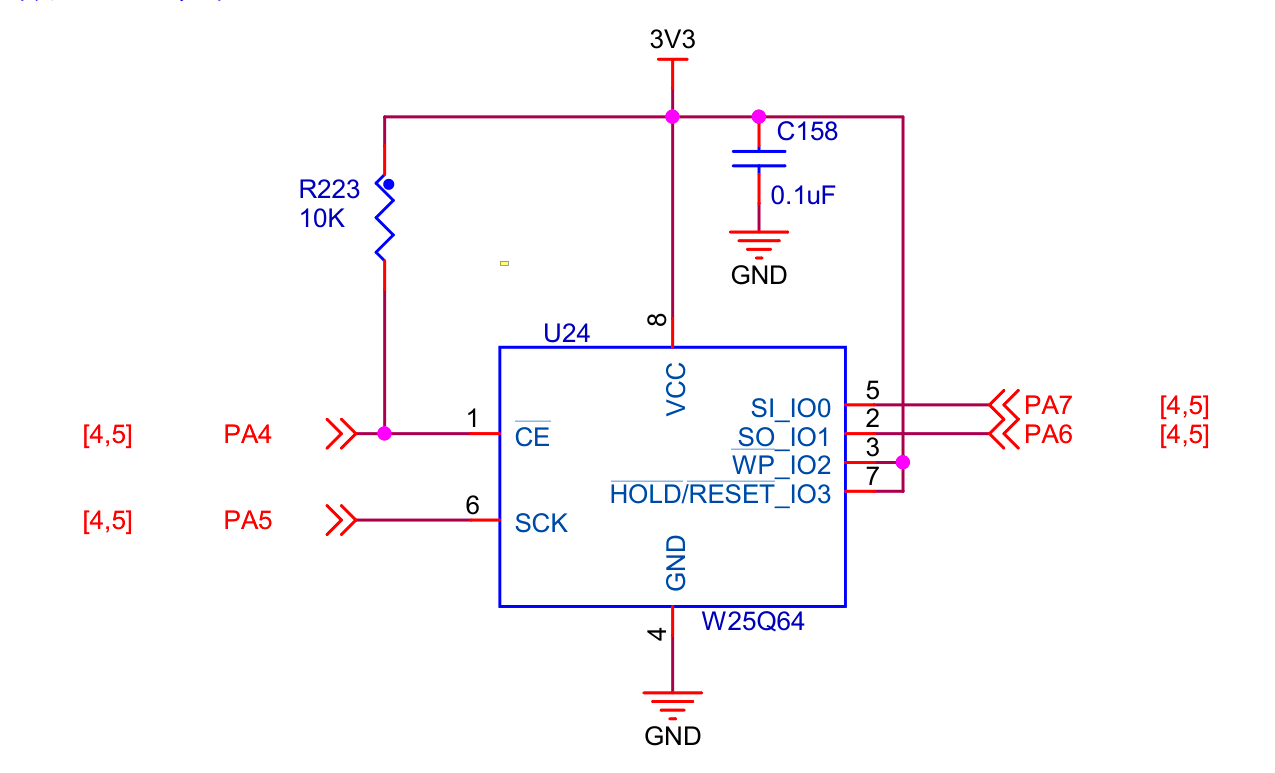 3V3
C158
0.1uF
GND
R223
10K
U24
8
VCC
[4,5] PA4 1 CE
[4,5] PA5 6 SCK
SI_IO0 5 PA7 [4,5]
SO_IO1 2 PA6 [4,5]
WP_IO2 3
HOLD/RESET_IO3 7
GND
4
W25Q64
GND